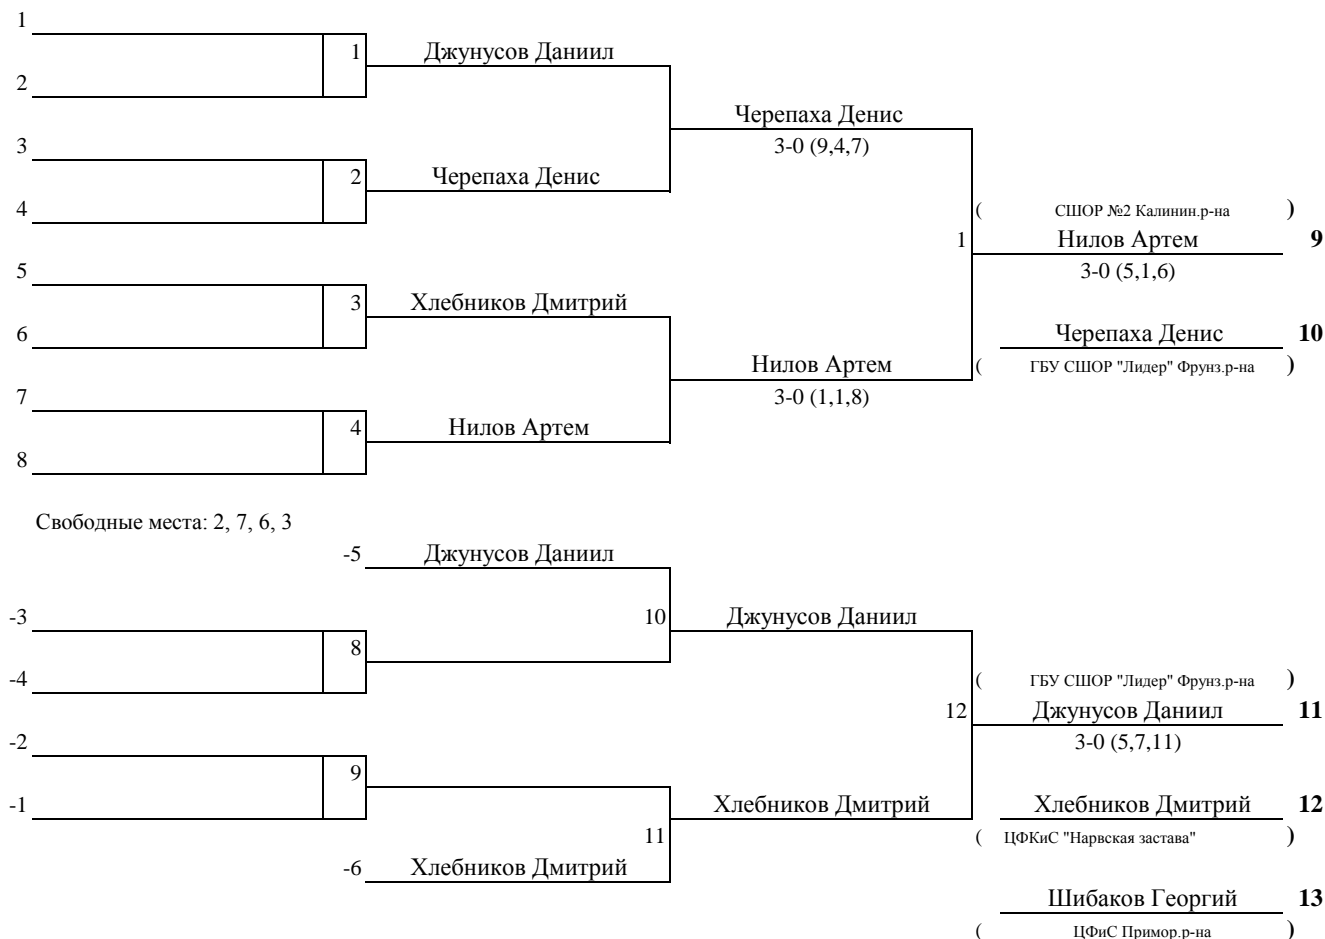 1
1 Джунусов Даниил
2
Черепаха Денис
3
3-0 (9,4,7)
2 Черепаха Денис
4
( СШОР №2 Калинин.р-на )
1 Нилов Артем 9
5
3-0 (5,1,6)
3 Хлебников Дмитрий
6
Черепаха Денис 10
Нилов Артем
( ГБУ СШОР "Лидер" Фрунз.р-на )
7
3-0 (1,1,8)
4 Нилов Артем
8
Свободные места: 2, 7, 6, 3
-5 Джунусов Даниил
-3
10 Джунусов Даниил
8
-4
( ГБУ СШОР "Лидер" Фрунз.р-на )
12 Джунусов Даниил 11
-2
3-0 (5,7,11)
9
-1
Хлебников Дмитрий
Хлебников Дмитрий 12
11
( ЦФКиС "Нарвская застава" )
-6 Хлебников Дмитрий
Шибаков Георгий 13
( ЦФиС Примор.р-на )